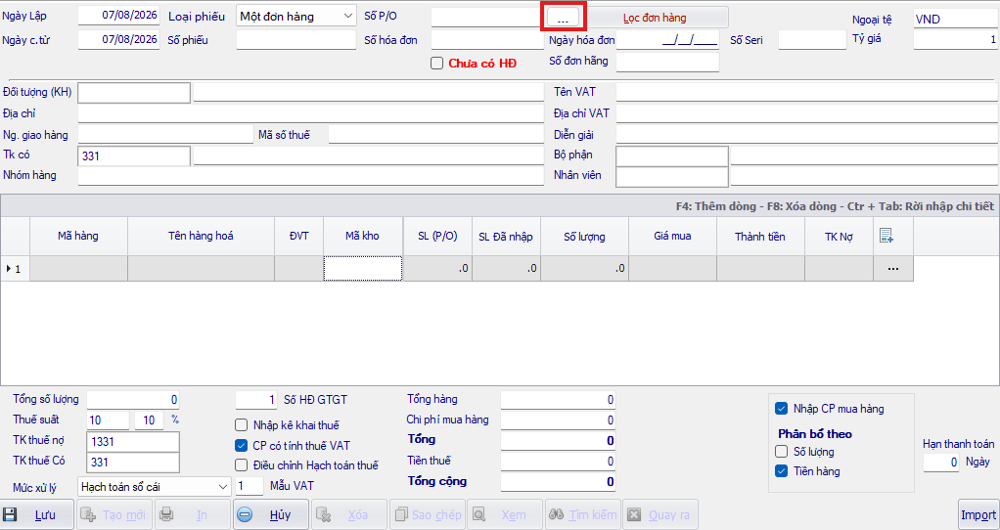 Ngày Lập 07/08/2026 Loại phiếu Một đơn hàng Số P/O ... Lọc đơn hàng Ngoại tệ VND
Ngày c.từ 07/08/2026 Số phiếu Số hóa đơn Ngày hóa đơn __/__/____ Số Seri Tỷ giá 1
Chưa có HĐ Số đơn hãng
Đối tượng (KH) Tên VAT
Địa chỉ Địa chỉ VAT
Ng. giao hàng Mã số thuế Diễn giải
Tk có 331 Bộ phận
Nhóm hàng Nhân viên
F4: Thêm dòng - F8: Xóa dòng - Ctr + Tab: Rời nhập chi tiết
Mã hàng Tên hàng hoá ĐVT Mã kho SL (P/O) SL Đã nhập Số lượng Giá mua Thành tiền TK Nợ
1 .0 .0 .0 ...
Tổng số lượng 0 1 Số HĐ GTGT Tổng hàng 0 Nhập CP mua hàng
Thuế suất 10 10 % Nhập kê khai thuế Chi phí mua hàng 0 Phân bổ theo
TK thuế nợ 1331 CP có tính thuế VAT Tổng 0 Số lượng Hạn thanh toán
TK thuế Có 331 Điều chỉnh Hạch toán thuế Tiền thuế 0 Tiền hàng 0 Ngày
Mức xử lý Hạch toán sổ cái 1 Mẫu VAT Tổng cộng 0
Lưu Tạo mới In Hủy Xóa Sao chép Xem Tìm kiếm Quay ra Import